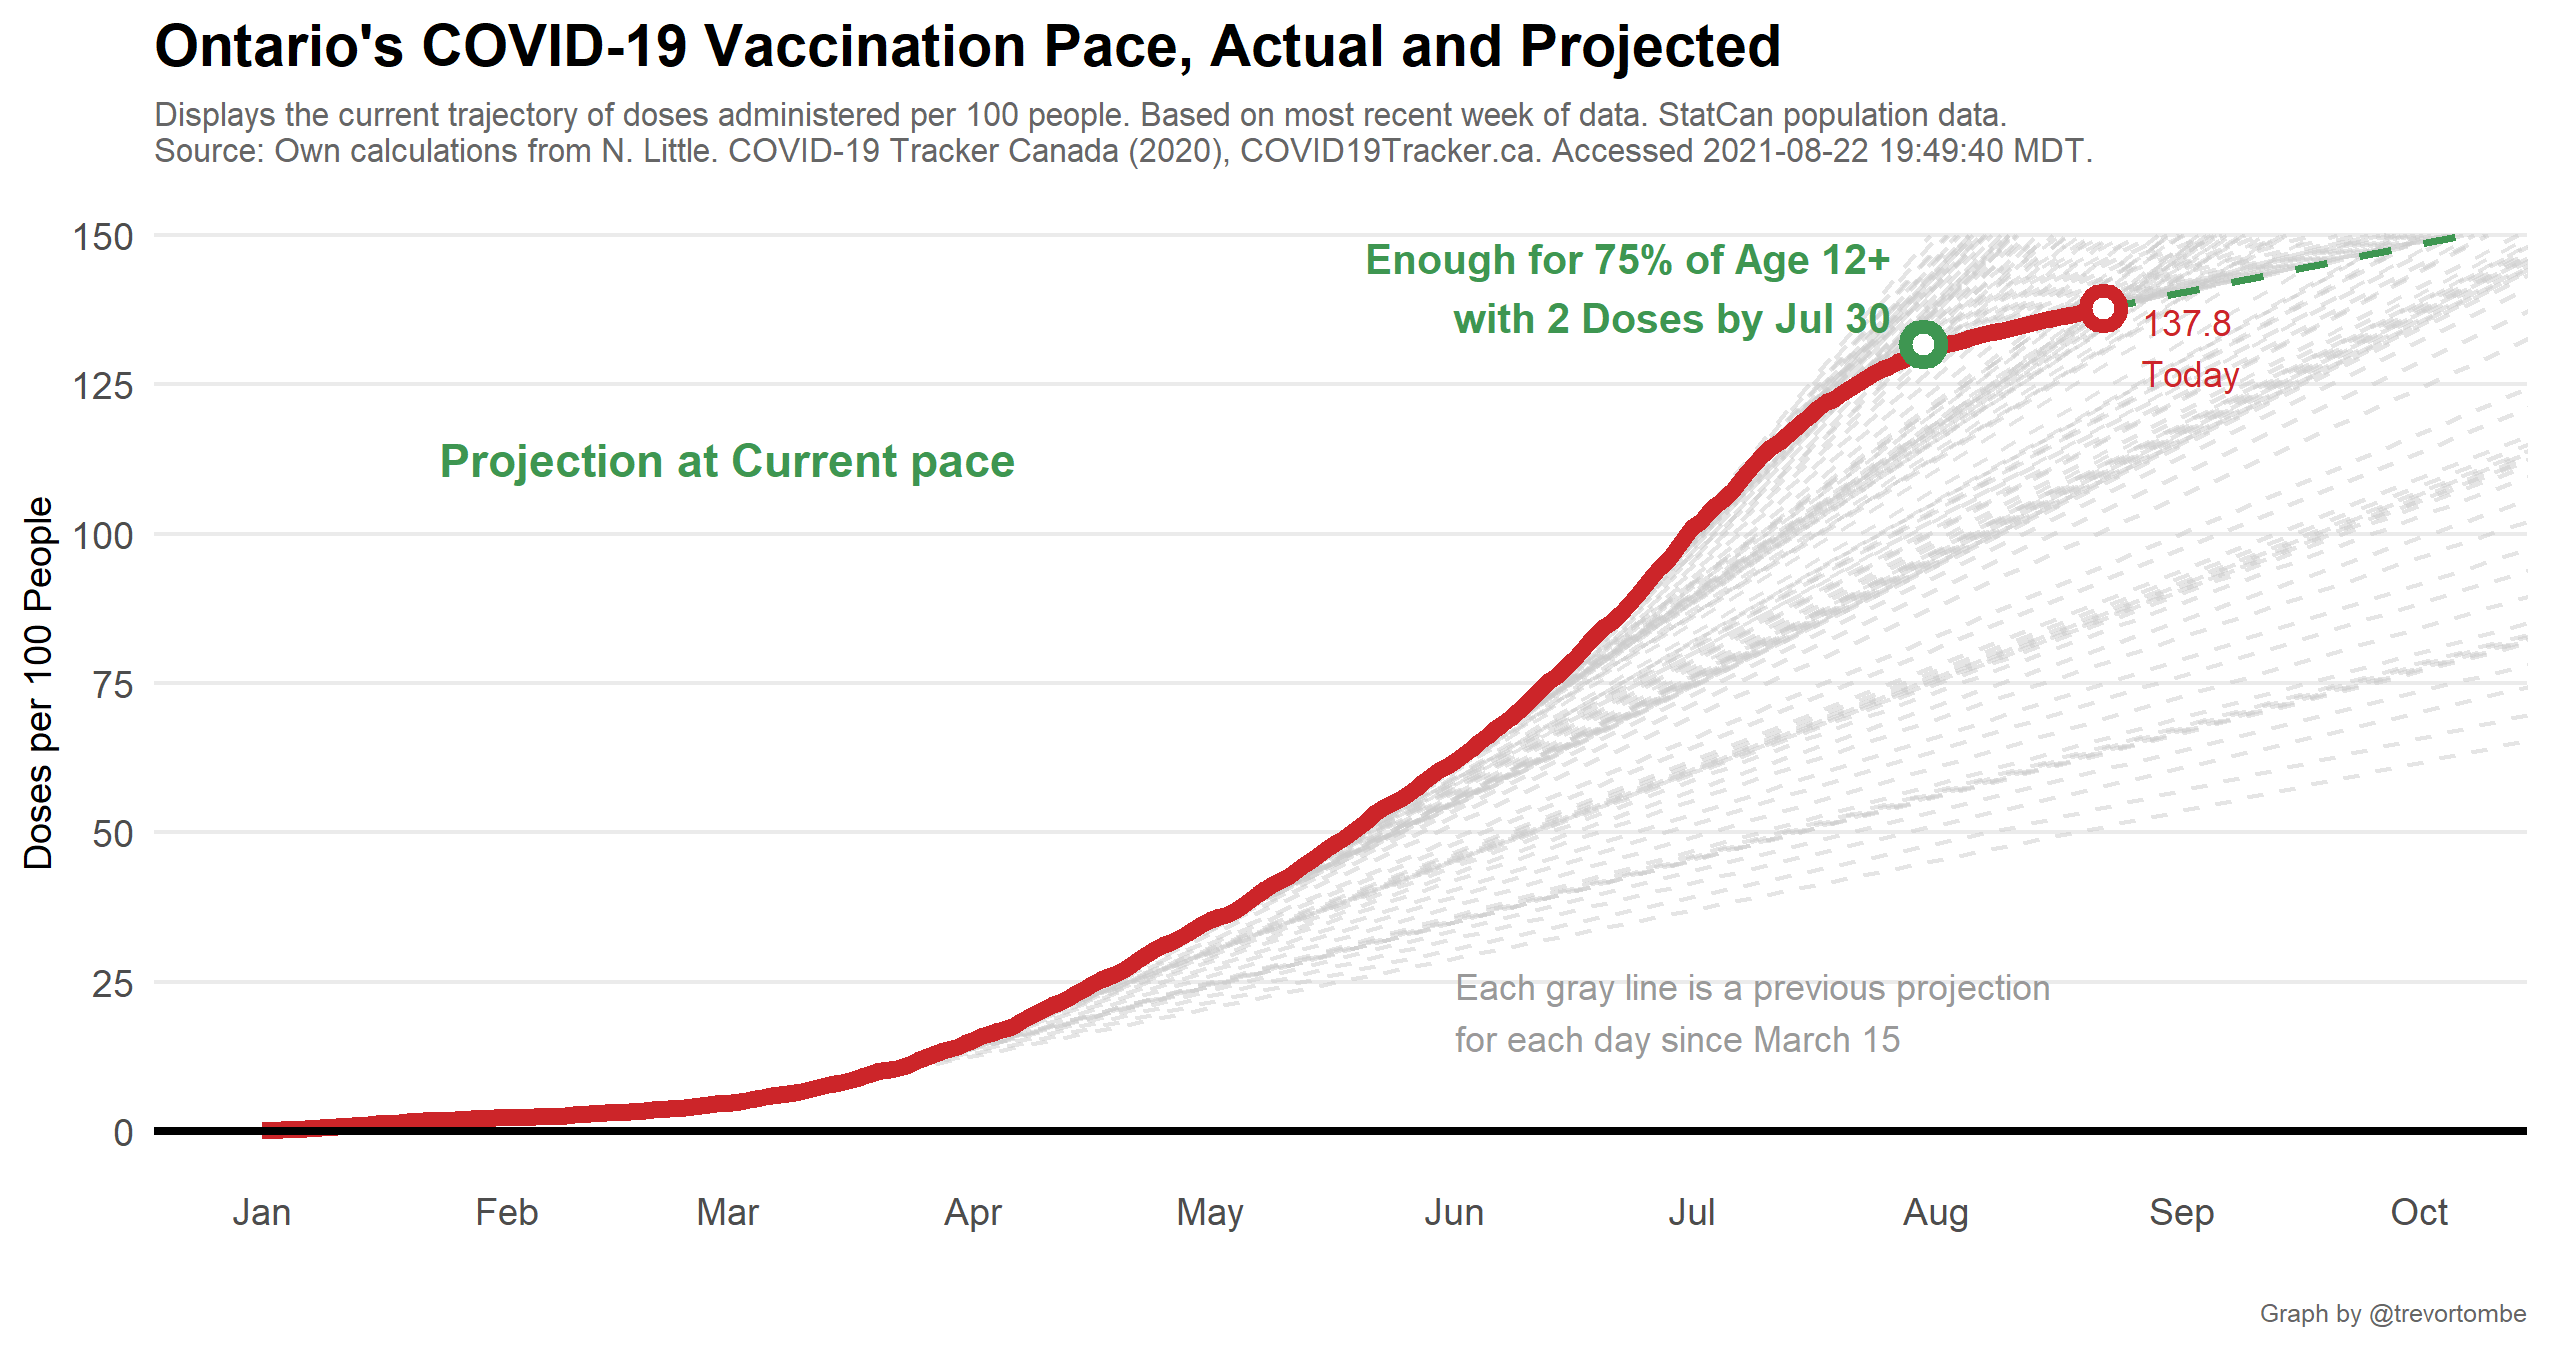 Ontario's COVID-19 Vaccination Pace, Actual and Projected
Displays the current trajectory of doses administered per 100 people. Based on most recent week of data. StatCan population data.
Source: Own calculations from N. Little. COVID-19 Tracker Canada (2020), COVID19Tracker.ca. Accessed 2021-08-22 19:49:40 MDT.
Doses per 100 People
150
125
100
75
50
25
0
Enough for 75% of Age 12+
with 2 Doses by Jul 30
137.8
Today
Projection at Current pace
Each gray line is a previous projection
for each day since March 15
Jan Feb Mar Apr May Jun Jul Aug Sep Oct
Graph by @trevortombe